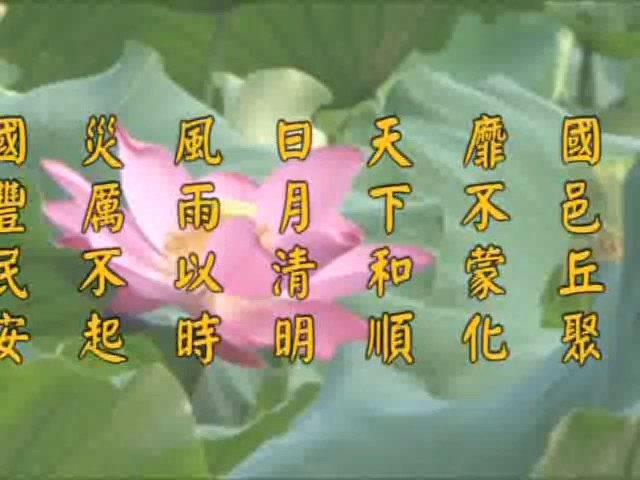 國邑丘聚
靡不蒙化
天下和順
日月清明
風雨以時
災厲不起
國豐民安